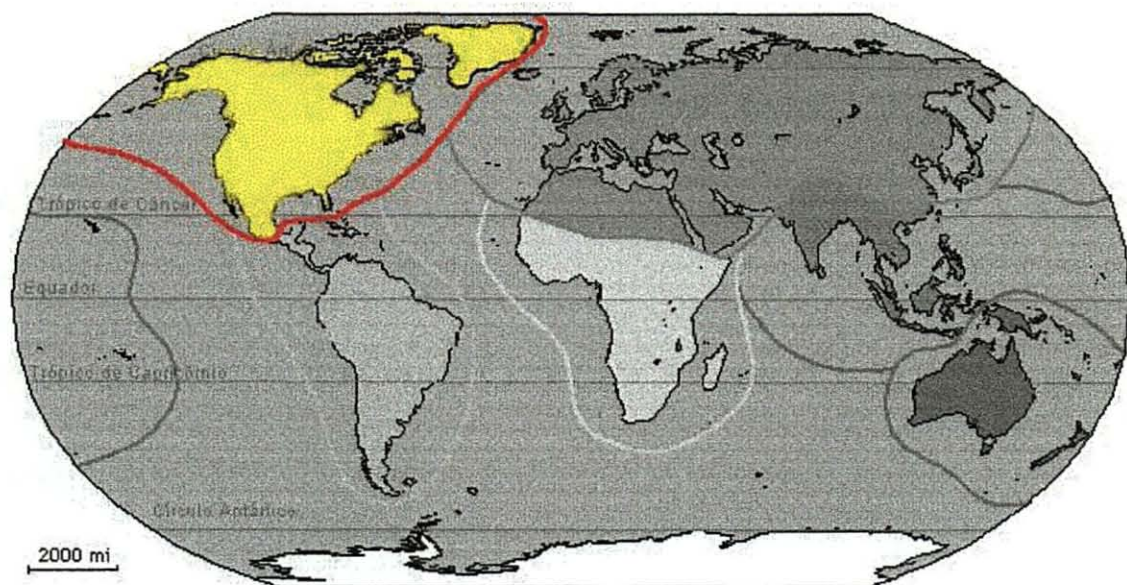 Trópico de Câncer
Equador
Trópico de Capricórnio
Círculo Antártico
2000 mi